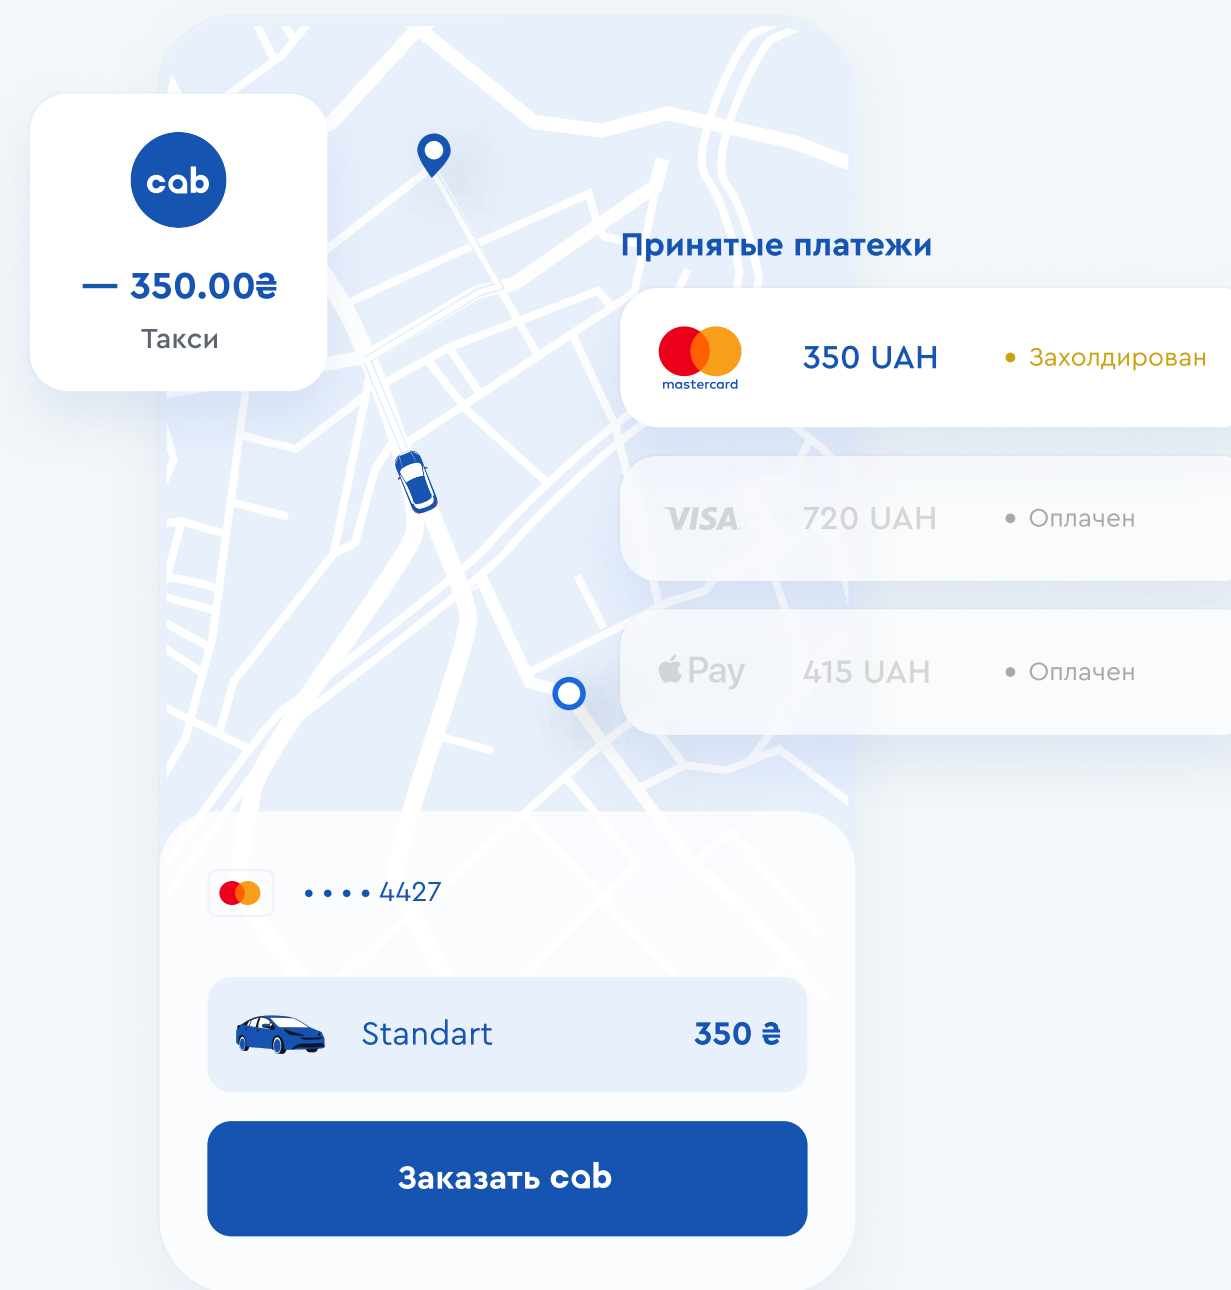 cab
— 350.00₴
Такси
Принятые платежи
mastercard
350 UAH
• Захолдирован
VISA
720 UAH
• Оплачен
Pay
415 UAH
• Оплачен
• • • • 4427
Standart
350 ₴
Заказать cab